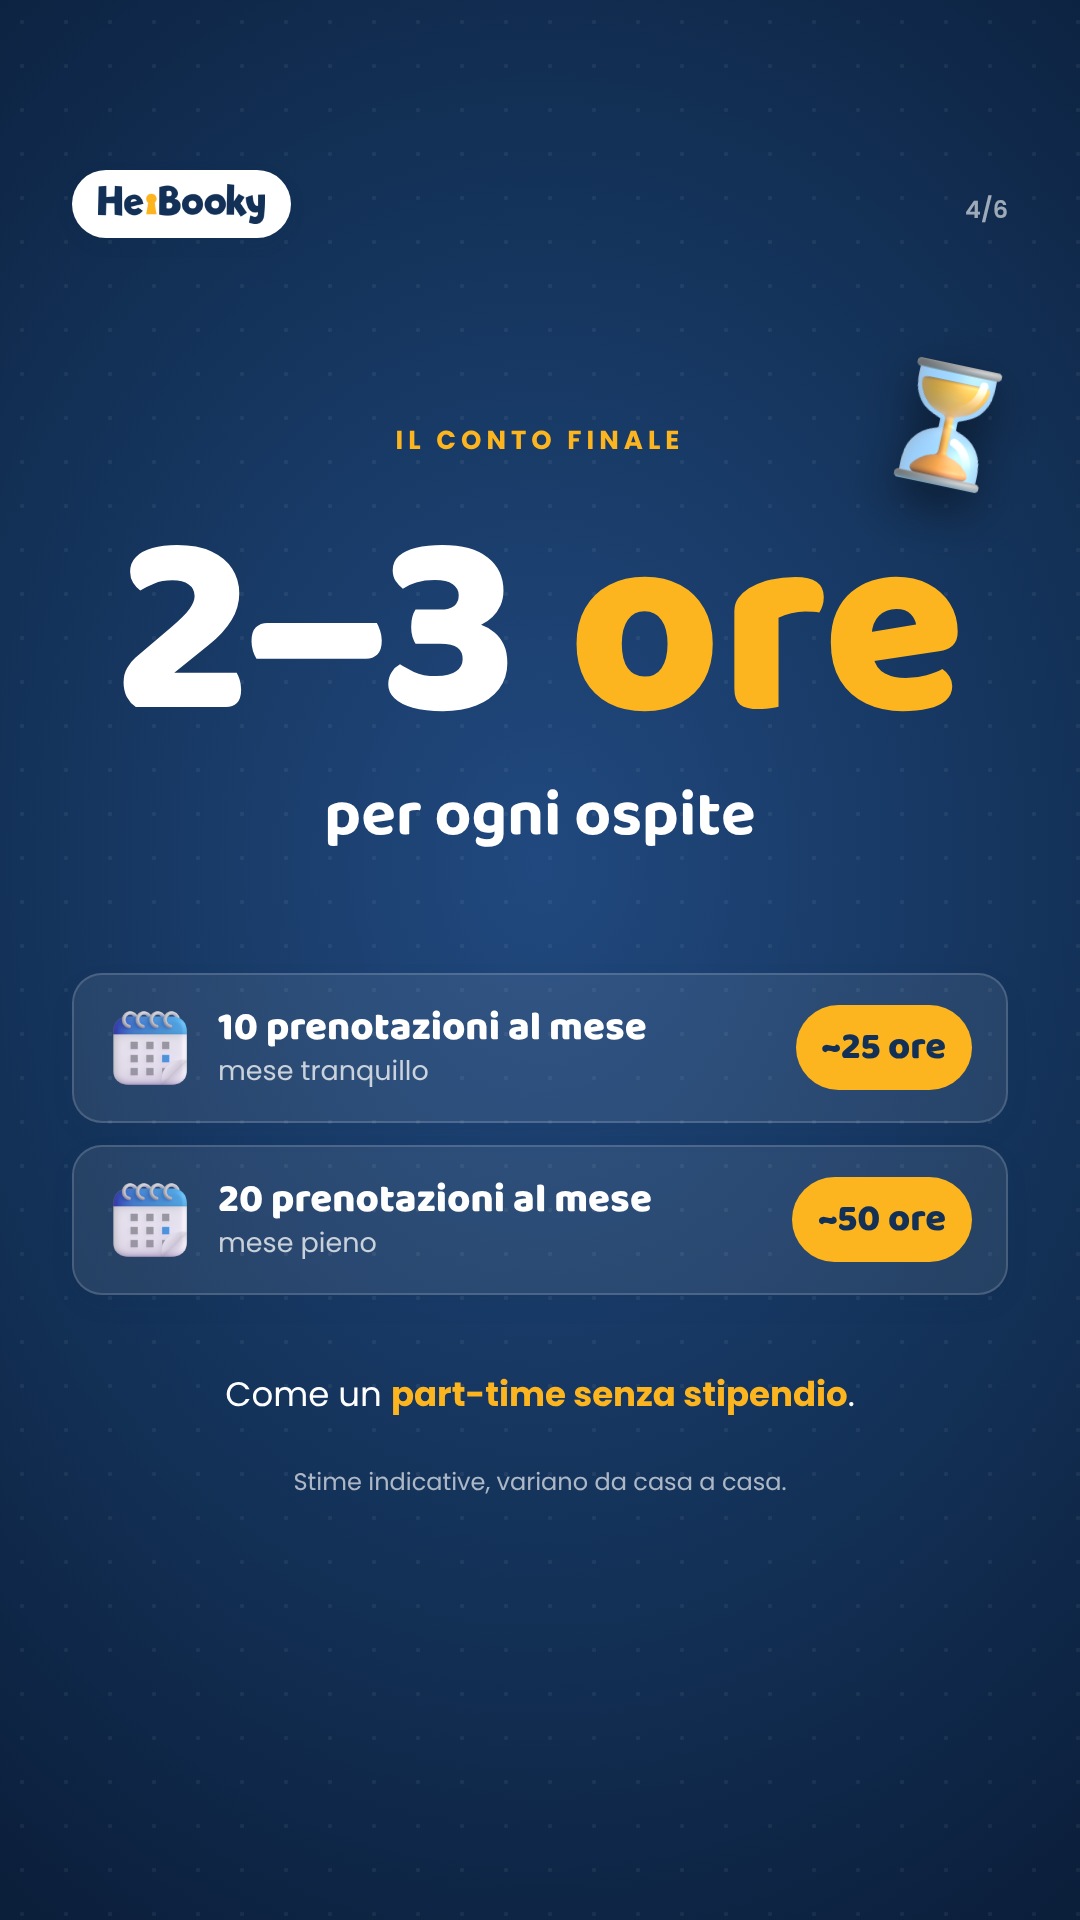 HeiBooky
4/6
IL CONTO FINALE
2–3 ore
per ogni ospite
10 prenotazioni al mese
mese tranquillo
~25 ore
20 prenotazioni al mese
mese pieno
~50 ore
Come un part-time senza stipendio.
Stime indicative, variano da casa a casa.